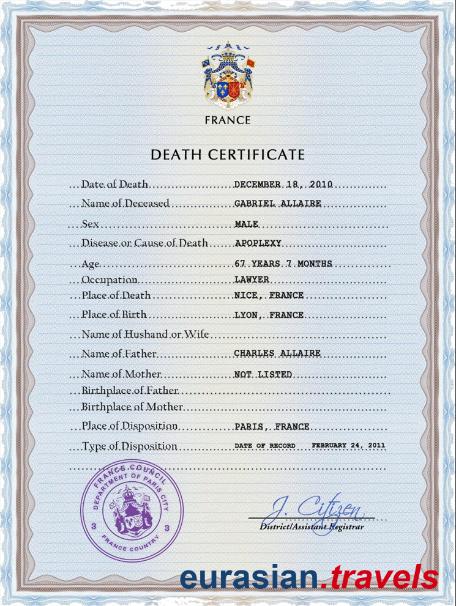 FRANCE
DEATH CERTIFICATE
Date of Death DECEMBER 18, 2010
Name of Deceased GABRIEL ALLAIRE
Sex MALE
Disease or Cause of Death APOPLEXY
Age 67 YEARS 7 MONTHS
Occupation LAWYER
Place of Death NICE, FRANCE
Place of Birth LYON, FRANCE
Name of Husband or Wife
Name of Father CHARLES ALLAIRE
Name of Mother NOT LISTED
Birthplace of Father
Birthplace of Mother
Place of Disposition PARIS, FRANCE
Type of Disposition DATE OF RECORD FEBRUARY 24, 2011
FRANCE COUNCIL
DEPARTMENT OF PARIS CITY
3 3
FRANCE COUNTRY
J. Citizen
District/Assistant Registrar
eurasian.travels